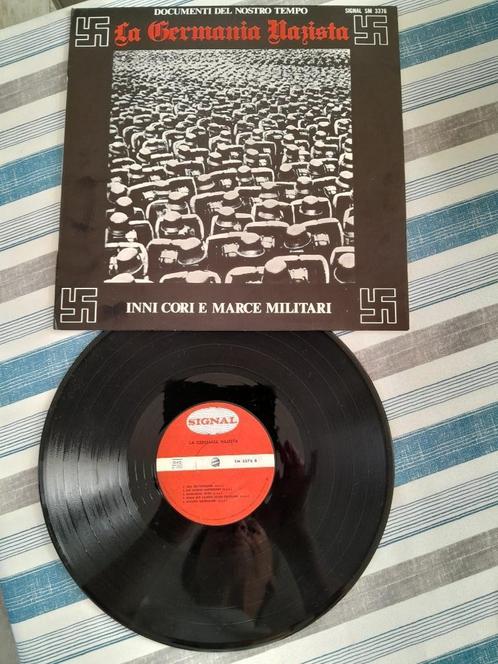 DOCUMENTI DEL NOSTRO TEMPO
SIGNAL SM 3376
La Germania Nazista
INNI CORI E MARCE MILITARI
SIGNAL
LA GERMANIA NAZISTA
SM 3376 B